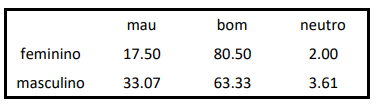 mau bom neutro
feminino 17.50 80.50 2.00
masculino 33.07 63.33 3.61